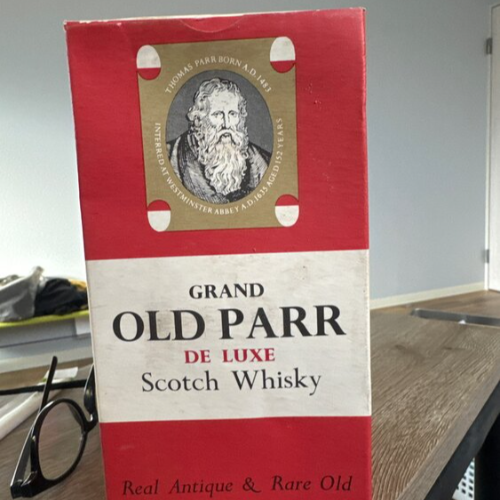 THOMAS PARR BORN A.D. 1483
INTERRED AT WESTMINSTER ABBEY A.D. 1635 AGED 152 YEARS
GRAND
OLD PARR
DE LUXE
Scotch Whisky
Real Antique & Rare Old